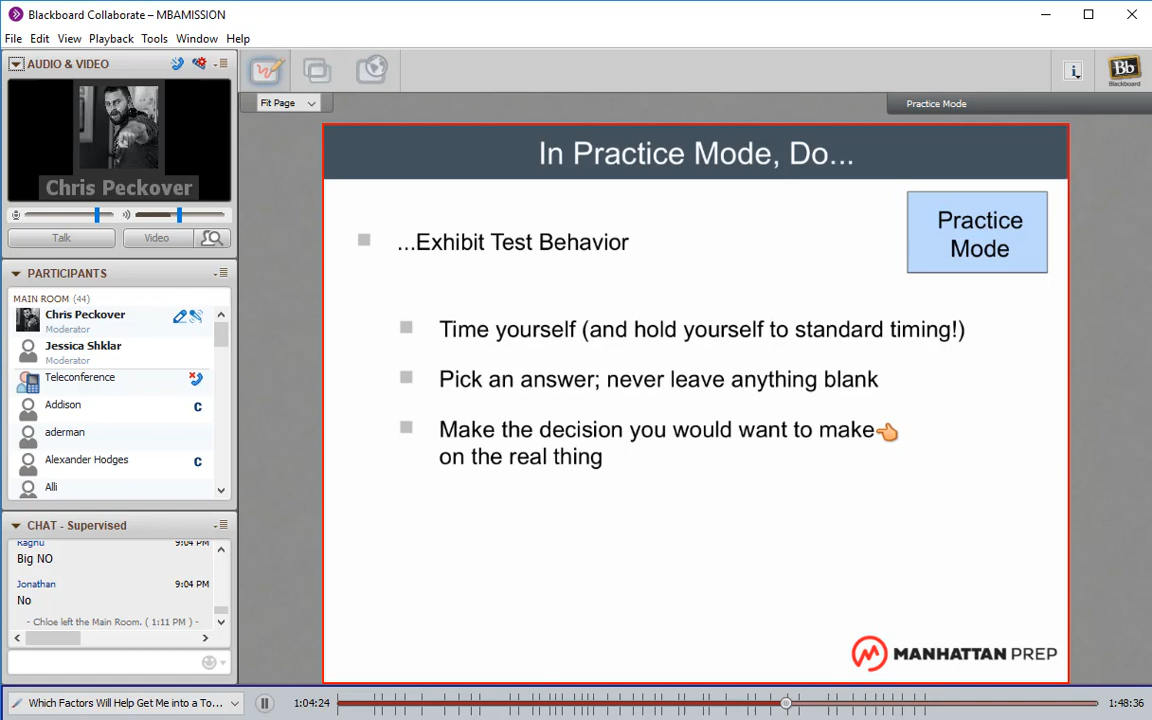 Blackboard Collaborate – MBAMISSION
File Edit View Playback Tools Window Help
AUDIO & VIDEO
Chris Peckover
Talk Video
PARTICIPANTS
MAIN ROOM (44)
Chris Peckover
Moderator
Jessica Shklar
Moderator
Teleconference
Addison C
aderman
Alexander Hodges C
Alli
CHAT - Supervised
Raghu 9:04 PM
Big NO
Jonathan 9:04 PM
No
- Chloe left the Main Room. ( 1:11 PM ) -
Fit Page
Practice Mode
Bb
Blackboard
In Practice Mode, Do...
Practice
Mode
...Exhibit Test Behavior
Time yourself (and hold yourself to standard timing!)
Pick an answer; never leave anything blank
Make the decision you would want to make
on the real thing
MANHATTAN PREP
Which Factors Will Help Get Me into a To...
1:04:24
1:48:36